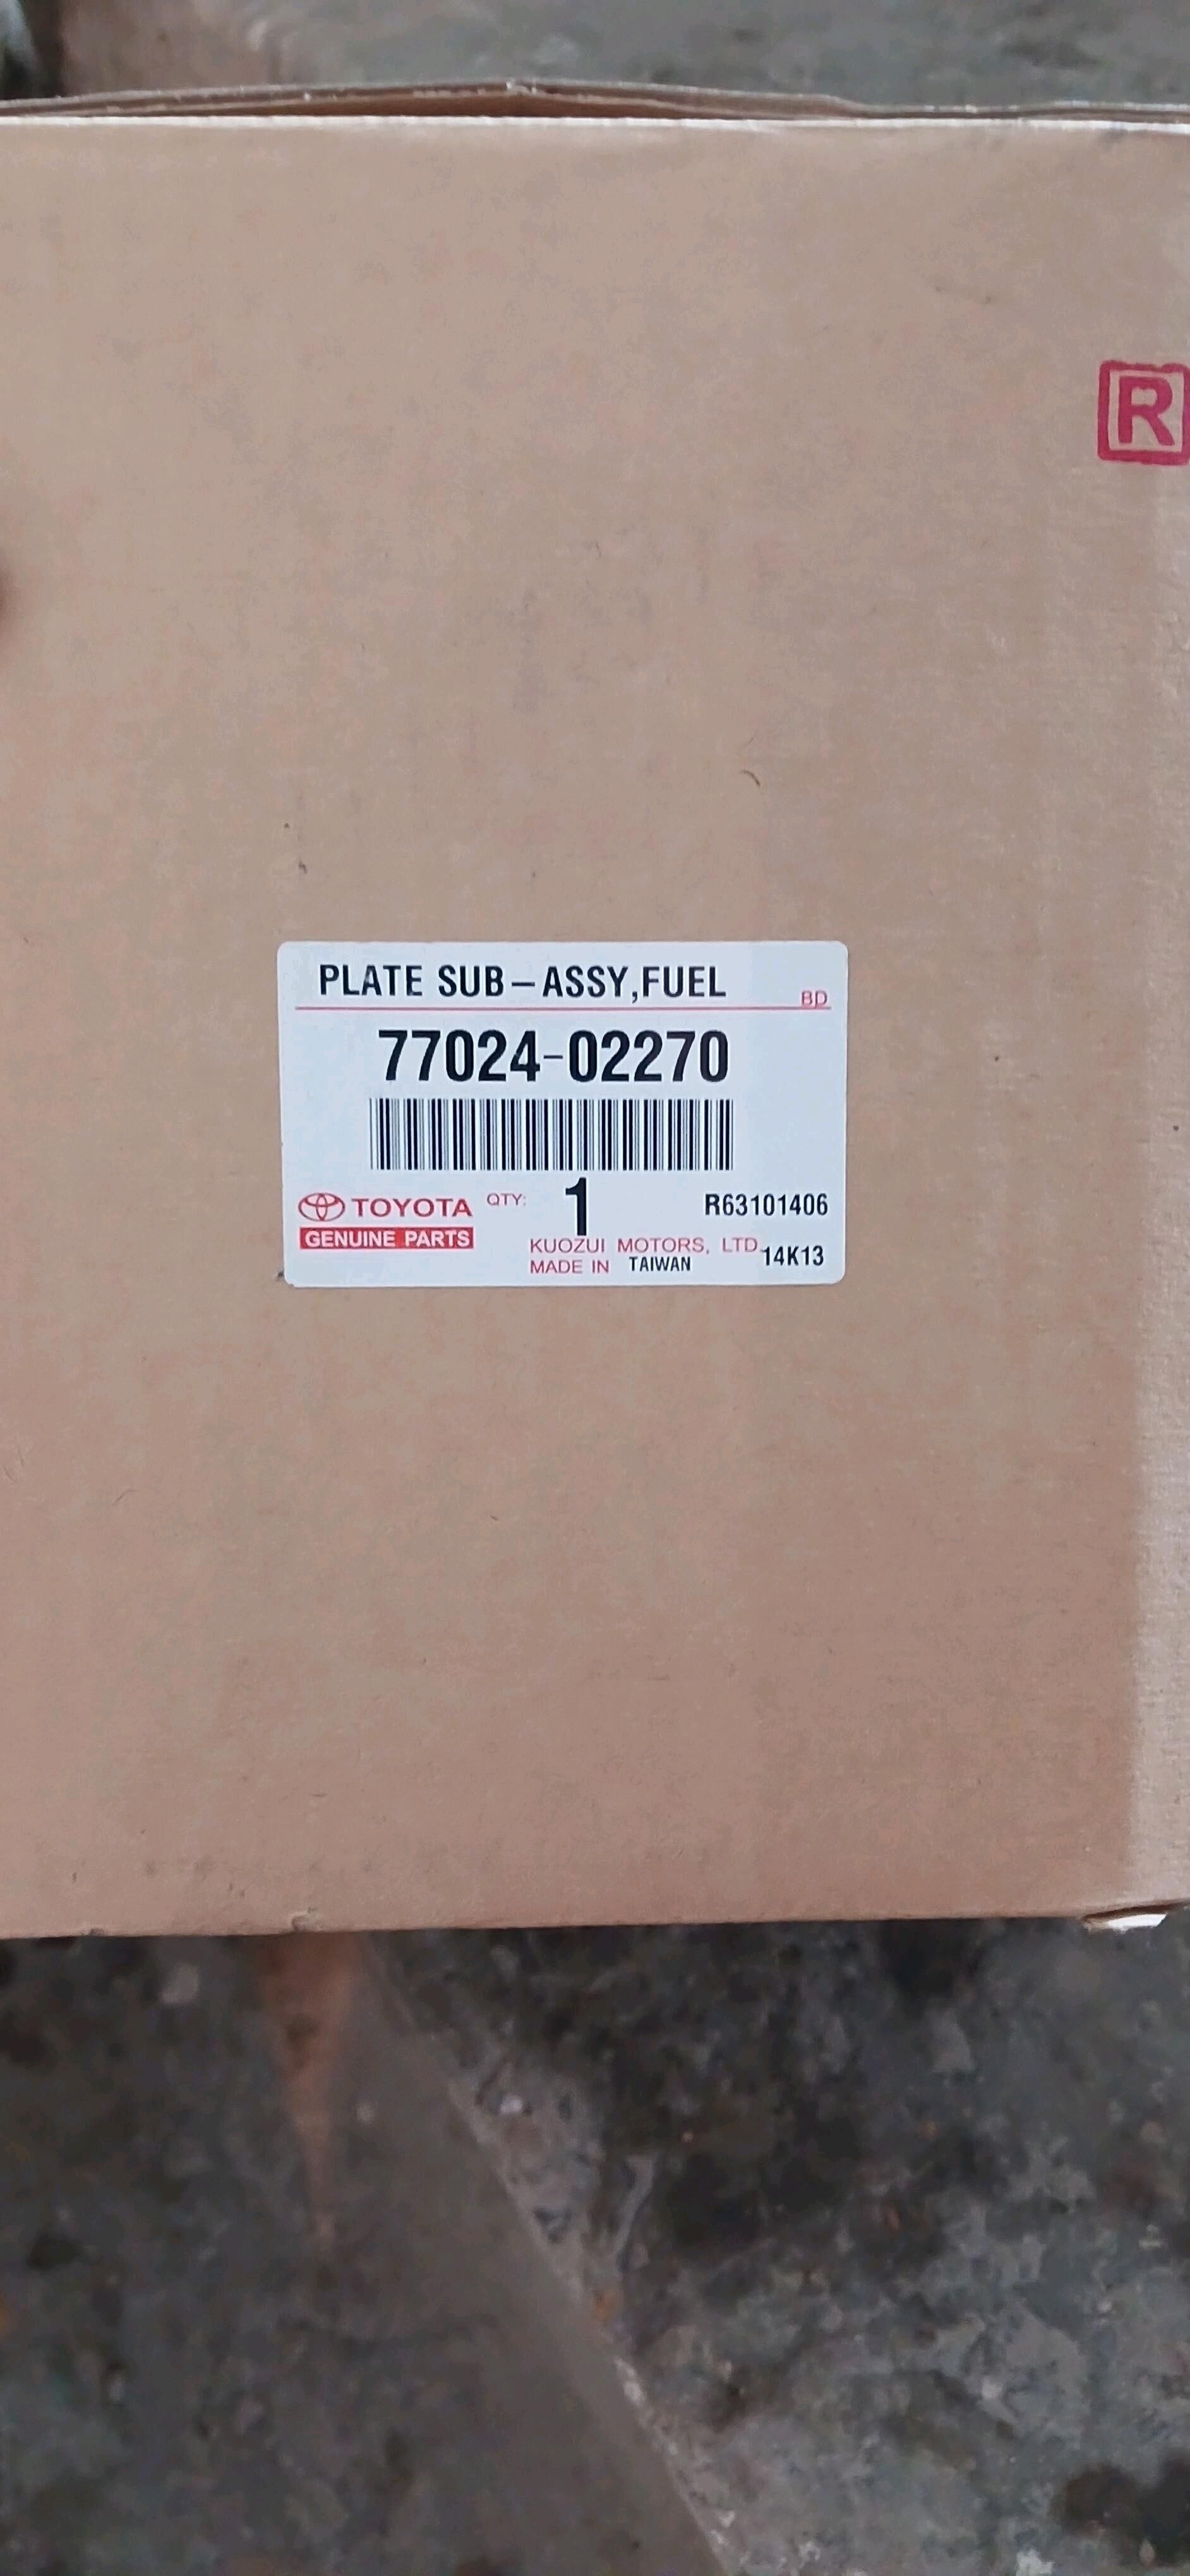 R
PLATE SUB-ASSY,FUEL
BD
77024-02270
TOYOTA QTY: 1 R63101406
GENUINE PARTS
KUOZUI MOTORS, LTD 14K13
MADE IN TAIWAN